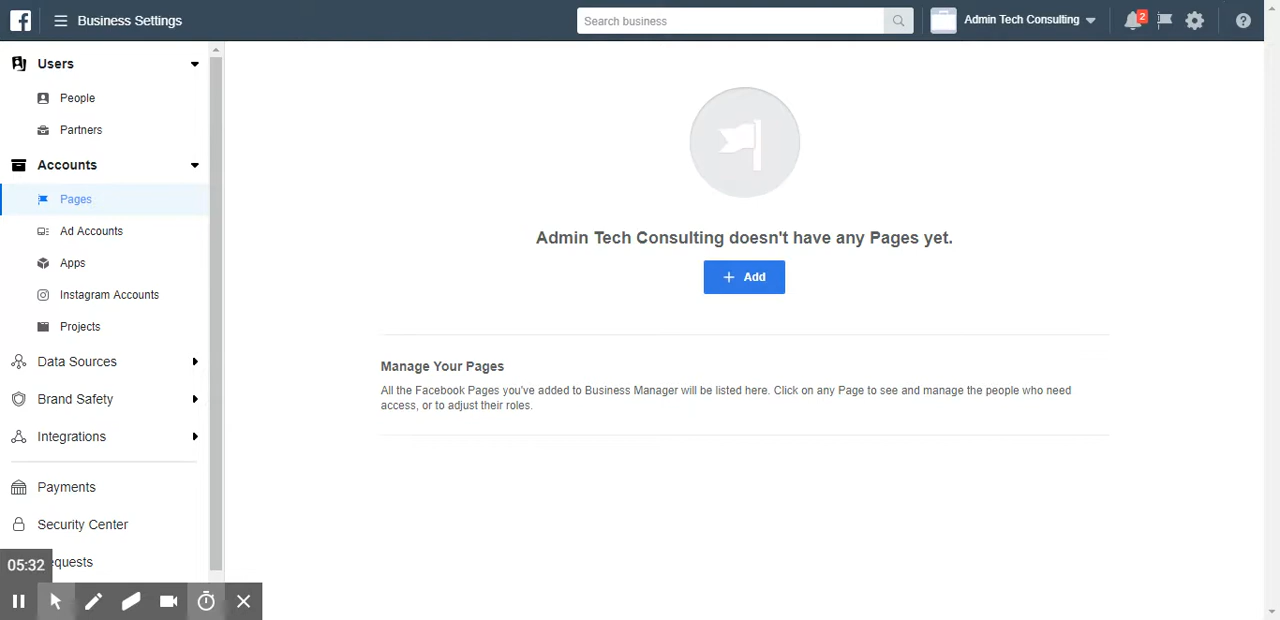 Business Settings
Search business
Admin Tech Consulting
2
?
Users
People
Partners
Accounts
Pages
Ad Accounts
Apps
Instagram Accounts
Projects
Data Sources
Brand Safety
Integrations
Payments
Security Center
equests
05:32
Admin Tech Consulting doesn't have any Pages yet.
+ Add
Manage Your Pages
All the Facebook Pages you've added to Business Manager will be listed here. Click on any Page to see and manage the people who need
access, or to adjust their roles.